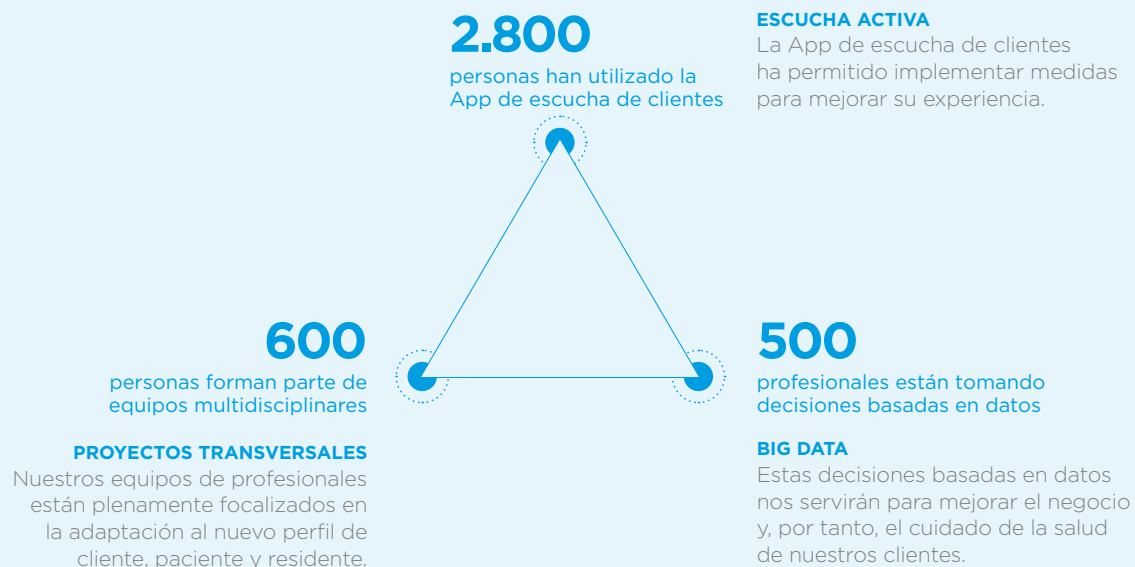 2.800
personas han utilizado la
App de escucha de clientes
ESCUCHA ACTIVA
La App de escucha de clientes
ha permitido implementar medidas
para mejorar su experiencia.
600
personas forman parte de
equipos multidisciplinares
PROYECTOS TRANSVERSALES
Nuestros equipos de profesionales
están plenamente focalizados en
la adaptación al nuevo perfil de
cliente, paciente y residente.
500
profesionales están tomando
decisiones basadas en datos
BIG DATA
Estas decisiones basadas en datos
nos servirán para mejorar el negocio
y, por tanto, el cuidado de la salud
de nuestros clientes.